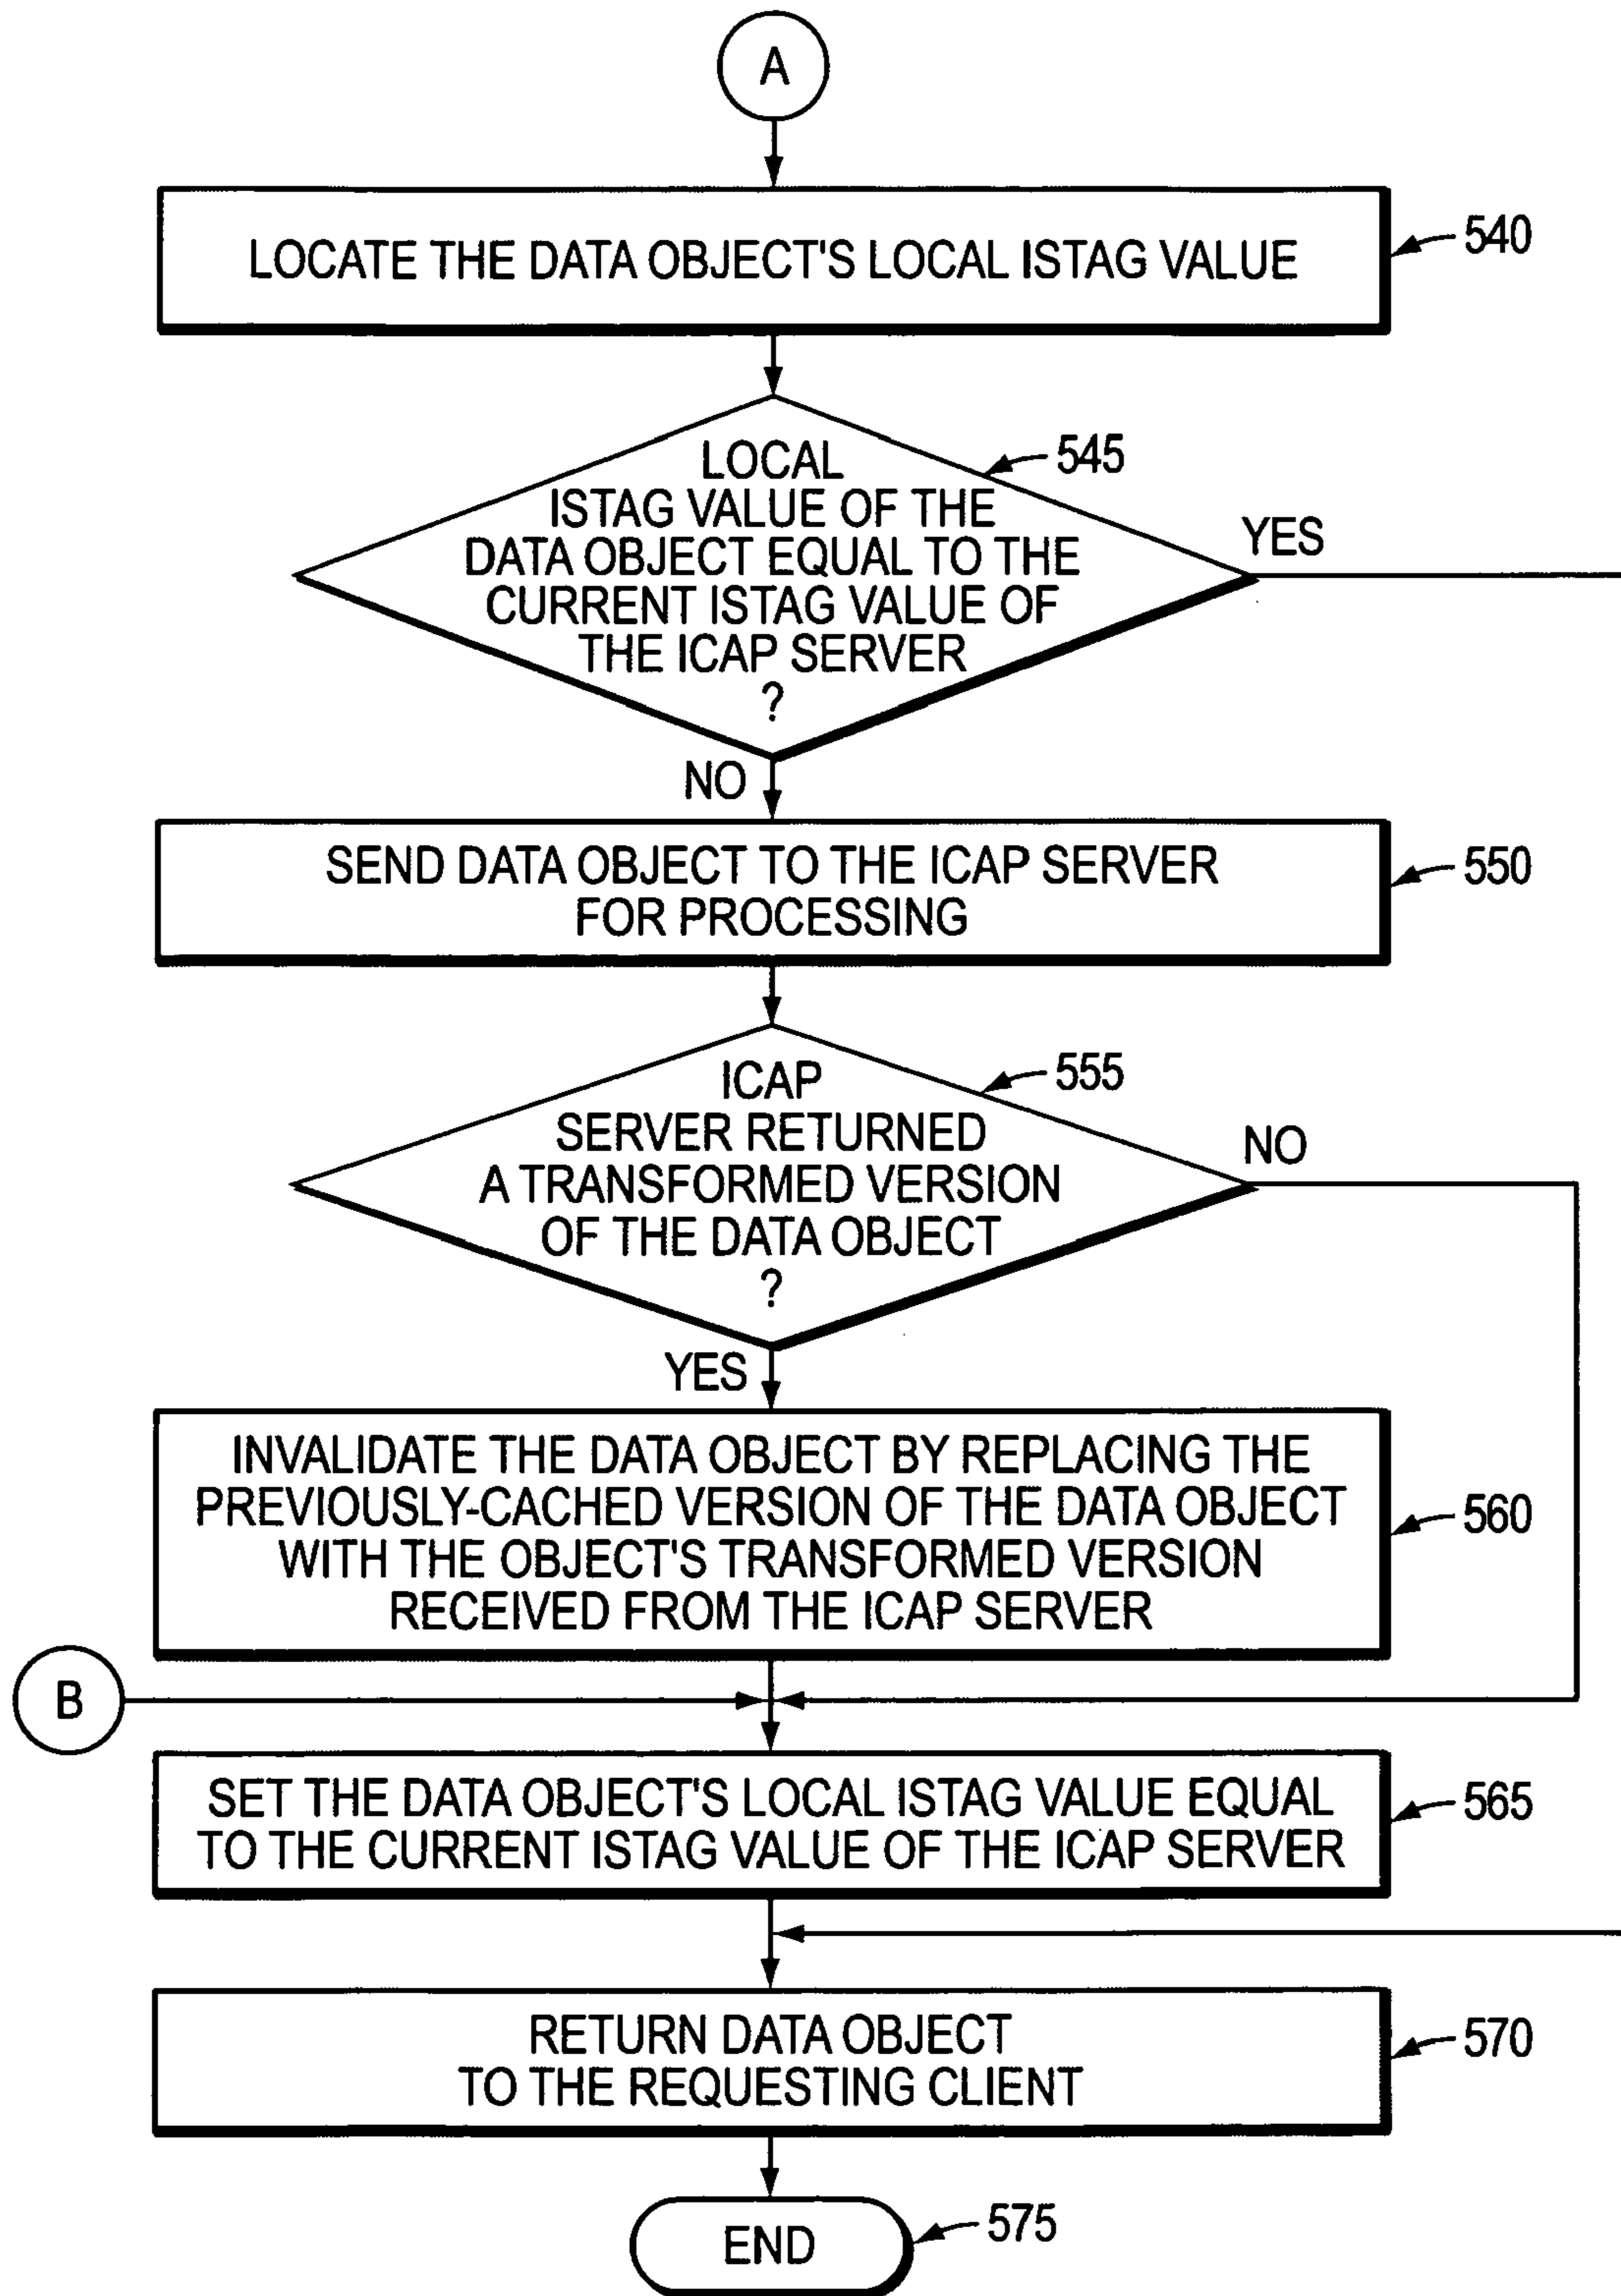 A
LOCATE THE DATA OBJECT'S LOCAL ISTAG VALUE
540
LOCAL
ISTAG VALUE OF THE
DATA OBJECT EQUAL TO THE
CURRENT ISTAG VALUE OF
THE ICAP SERVER
?
545
YES
NO
SEND DATA OBJECT TO THE ICAP SERVER
FOR PROCESSING
550
ICAP
SERVER RETURNED
A TRANSFORMED VERSION
OF THE DATA OBJECT
?
555
NO
YES
INVALIDATE THE DATA OBJECT BY REPLACING THE
PREVIOUSLY-CACHED VERSION OF THE DATA OBJECT
WITH THE OBJECT'S TRANSFORMED VERSION
RECEIVED FROM THE ICAP SERVER
560
B
SET THE DATA OBJECT'S LOCAL ISTAG VALUE EQUAL
TO THE CURRENT ISTAG VALUE OF THE ICAP SERVER
565
RETURN DATA OBJECT
TO THE REQUESTING CLIENT
570
END
575